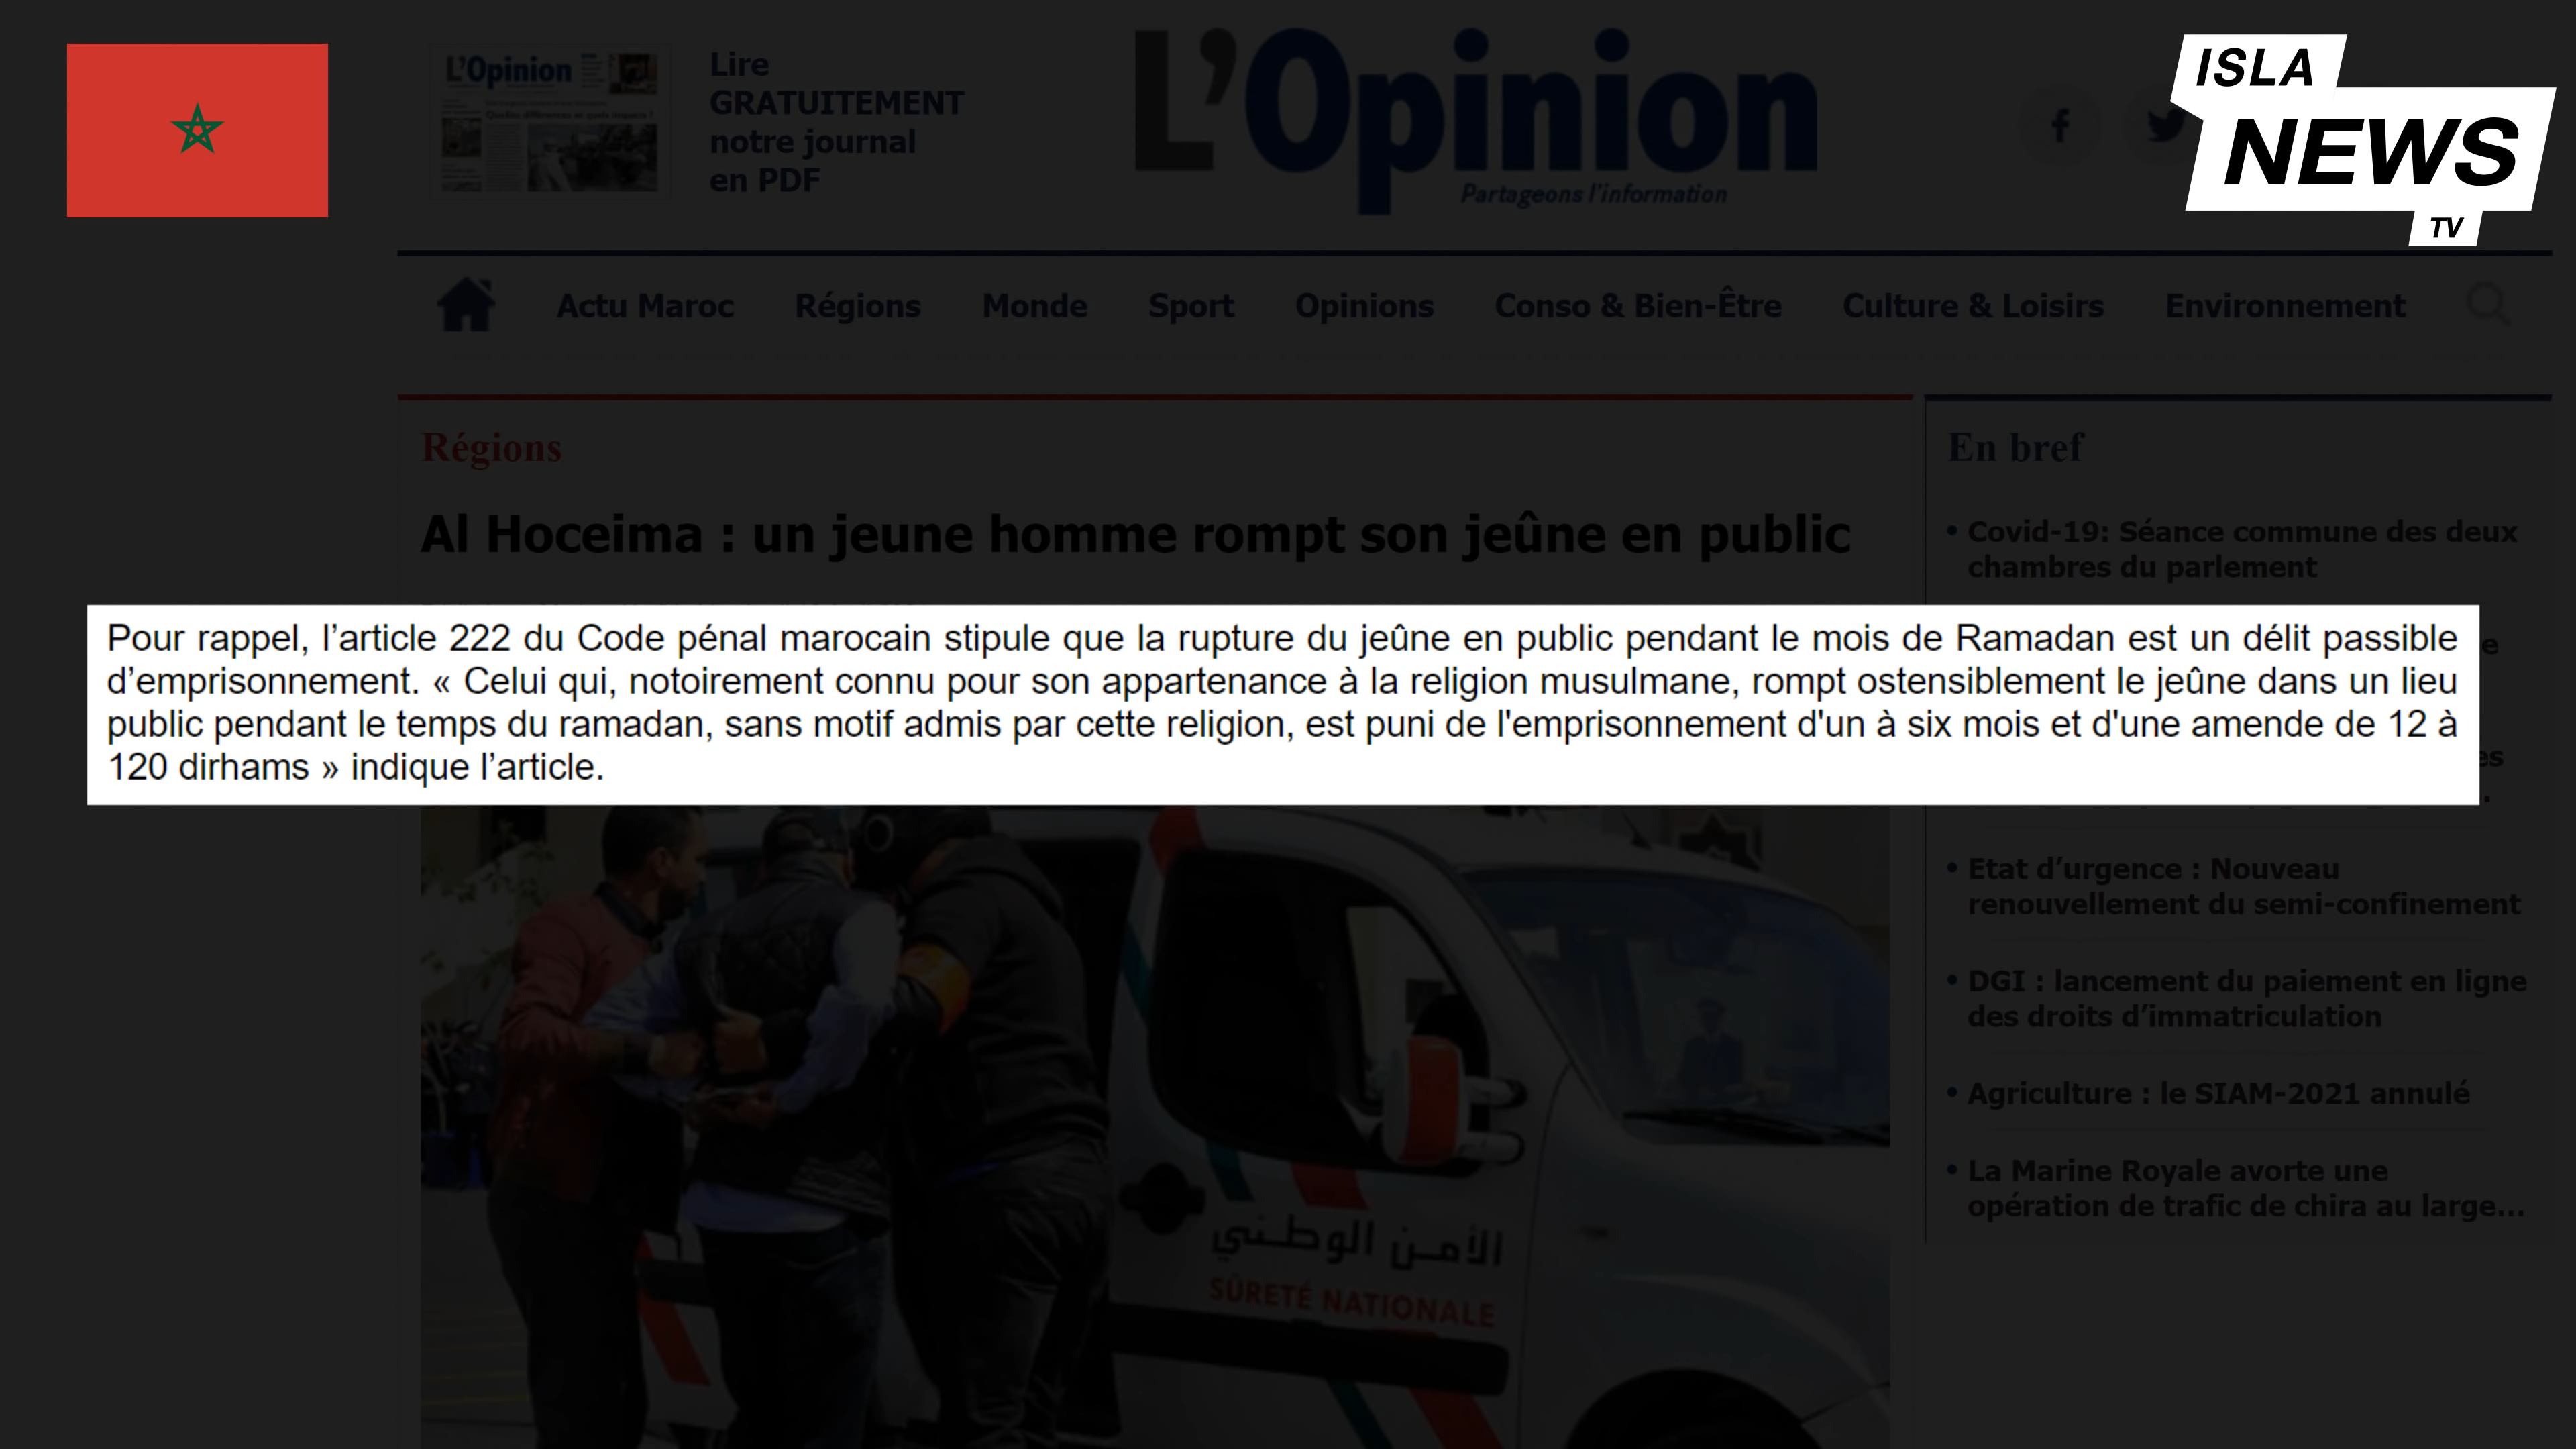 L'Opinion
Lire
GRATUITEMENT
notre journal
en PDF
L'Opinion
Partageons l'information
ISLA
NEWS
TV
Actu Maroc Régions Monde Sport Opinions Conso & Bien-Être Culture & Loisirs Environnement
Régions
Al Hoceima : un jeune homme rompt son jeûne en public
Pour rappel, l’article 222 du Code pénal marocain stipule que la rupture du jeûne en public pendant le mois de Ramadan est un délit passible
d’emprisonnement. « Celui qui, notoirement connu pour son appartenance à la religion musulmane, rompt ostensiblement le jeûne dans un lieu
public pendant le temps du ramadan, sans motif admis par cette religion, est puni de l'emprisonnement d'un à six mois et d'une amende de 12 à
120 dirhams » indique l’article.
الأمن الوطني
SÛRETÉ NATIONALE
En bref
• Covid-19: Séance commune des deux
chambres du parlement
• Etat d’urgence : Nouveau
renouvellement du semi-confinement
• DGI : lancement du paiement en ligne
des droits d’immatriculation
• Agriculture : le SIAM-2021 annulé
• La Marine Royale avorte une
opération de trafic de chira au large...